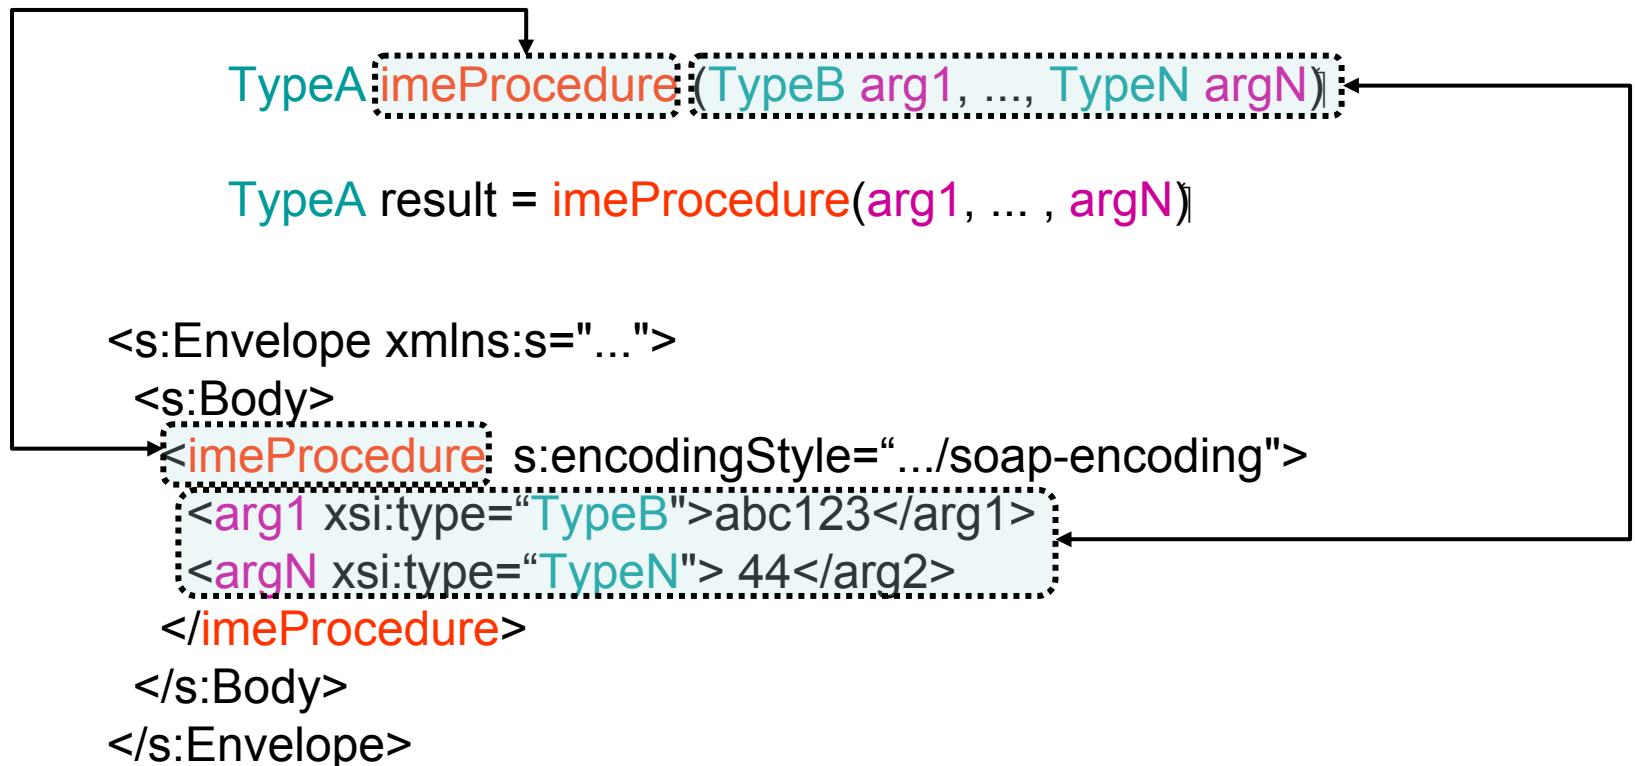 TypeA imeProcedure (TypeB arg1, ..., TypeN argN)
TypeA result = imeProcedure(arg1, ... , argN)
<s:Envelope xmlns:s="...">
<s:Body>
<imeProcedure s:encodingStyle=“.../soap-encoding">
<arg1 xsi:type=“TypeB">abc123</arg1>
<argN xsi:type=“TypeN"> 44</arg2>
</imeProcedure>
</s:Body>
</s:Envelope>